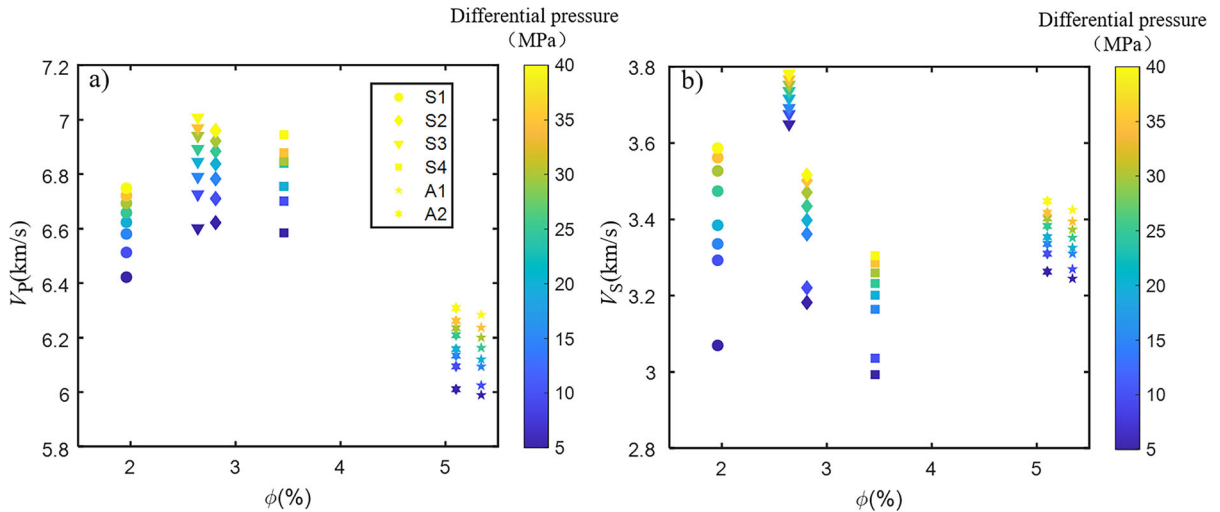 Differential pressure
（MPa）
a)
S1
S2
S3
S4
A1
A2
7.2
7
6.8
6.6
6.4
6.2
6
5.8
V_P(km/s)
2
3
4
5
ϕ(%)
40
35
30
25
20
15
10
5
Differential pressure
（MPa）
b)
3.8
3.6
3.4
3.2
3
2.8
V_S(km/s)
2
3
4
5
ϕ(%)
40
35
30
25
20
15
10
5